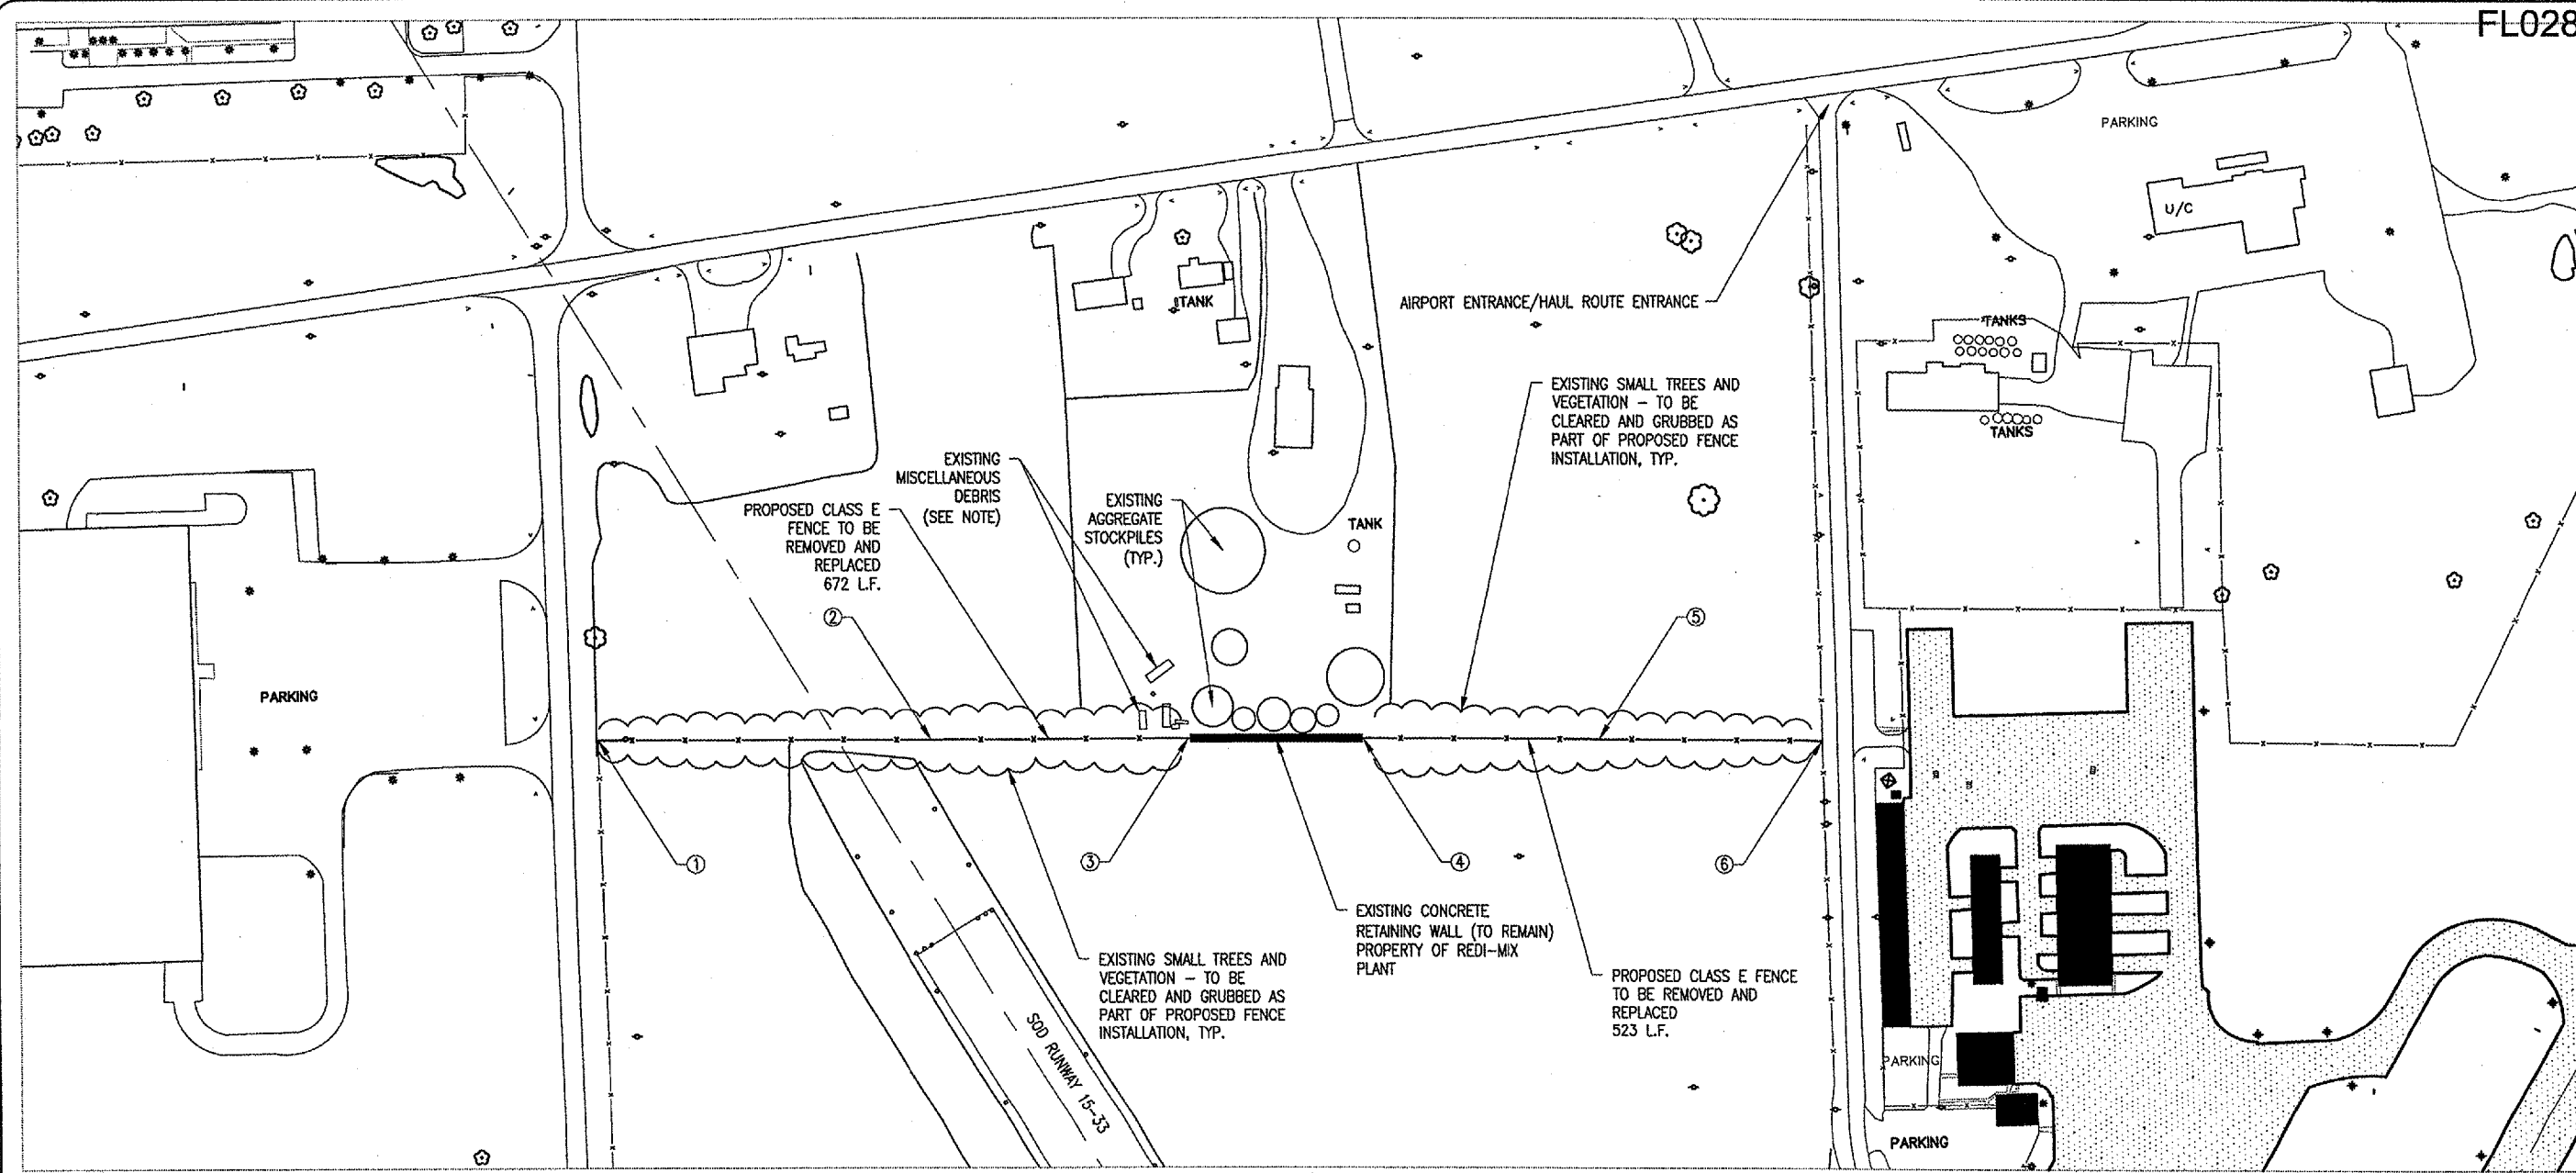 FL028
PARKING
U/C
TANK
AIRPORT ENTRANCE/HAUL ROUTE ENTRANCE
TANKS
TANKS
EXISTING SMALL TREES AND
VEGETATION – TO BE
CLEARED AND GRUBBED AS
PART OF PROPOSED FENCE
INSTALLATION, TYP.
EXISTING
MISCELLANEOUS
DEBRIS
(SEE NOTE)
EXISTING
AGGREGATE
STOCKPILES
(TYP.)
TANK
PROPOSED CLASS E
FENCE TO BE
REMOVED AND
REPLACED
672 L.F.
2
5
PARKING
1
3
4
6
EXISTING SMALL TREES AND
VEGETATION – TO BE
CLEARED AND GRUBBED AS
PART OF PROPOSED FENCE
INSTALLATION, TYP.
EXISTING CONCRETE
RETAINING WALL (TO REMAIN)
PROPERTY OF REDI-MIX
PLANT
PROPOSED CLASS E FENCE
TO BE REMOVED AND
REPLACED
523 L.F.
SOD RUNWAY 15-33
PARKING
PARKING